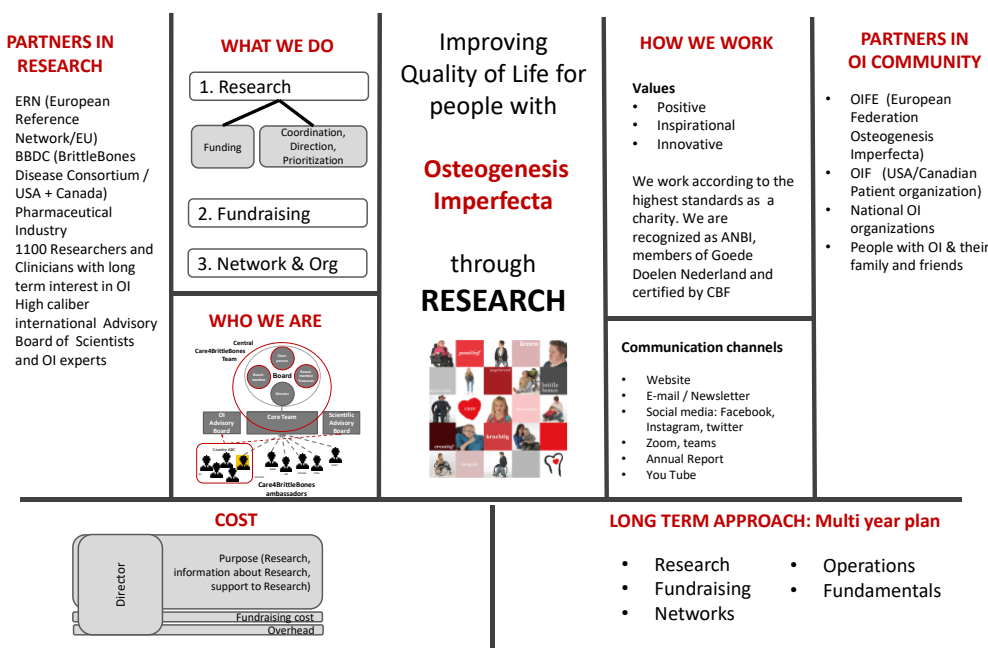 PARTNERS IN
RESEARCH
ERN (European
Reference
Network/EU)
BBDC (BrittleBones
Disease Consortium /
USA + Canada)
Pharmaceutical
Industry
1100 Researchers and
Clinicians with long
term interest in OI
High caliber
international Advisory
Board of Scientists
and OI experts
WHAT WE DO
1. Research
Funding
Coordination,
Direction,
Prioritization
2. Fundraising
3. Network & Org
WHO WE ARE
Central
Care4BrittleBones
Team
Board
Director
OI
Advisory
Board
Core Team
Scientific
Advisory
Board
Country ABC
Care4BrittleBones
ambassadors
Improving
Quality of Life for
people with
Osteogenesis
Imperfecta
through
RESEARCH
positief
brittle
bones
care
creatief
krachtig
HOW WE WORK
Values
• Positive
• Inspirational
• Innovative
We work according to the
highest standards as a
charity. We are
recognized as ANBI,
members of Goede
Doelen Nederland and
certified by CBF
Communication channels
• Website
• E-mail / Newsletter
• Social media: Facebook,
Instagram, twitter
• Zoom, teams
• Annual Report
• You Tube
PARTNERS IN
OI COMMUNITY
• OIFE (European
Federation
Osteogenesis
Imperfecta)
• OIF (USA/Canadian
Patient organization)
• National OI
organizations
• People with OI & their
family and friends
COST
Director
Purpose (Research,
information about Research,
support to Research)
Fundraising cost
Overhead
LONG TERM APPROACH: Multi year plan
• Research
• Fundraising
• Networks
• Operations
• Fundamentals